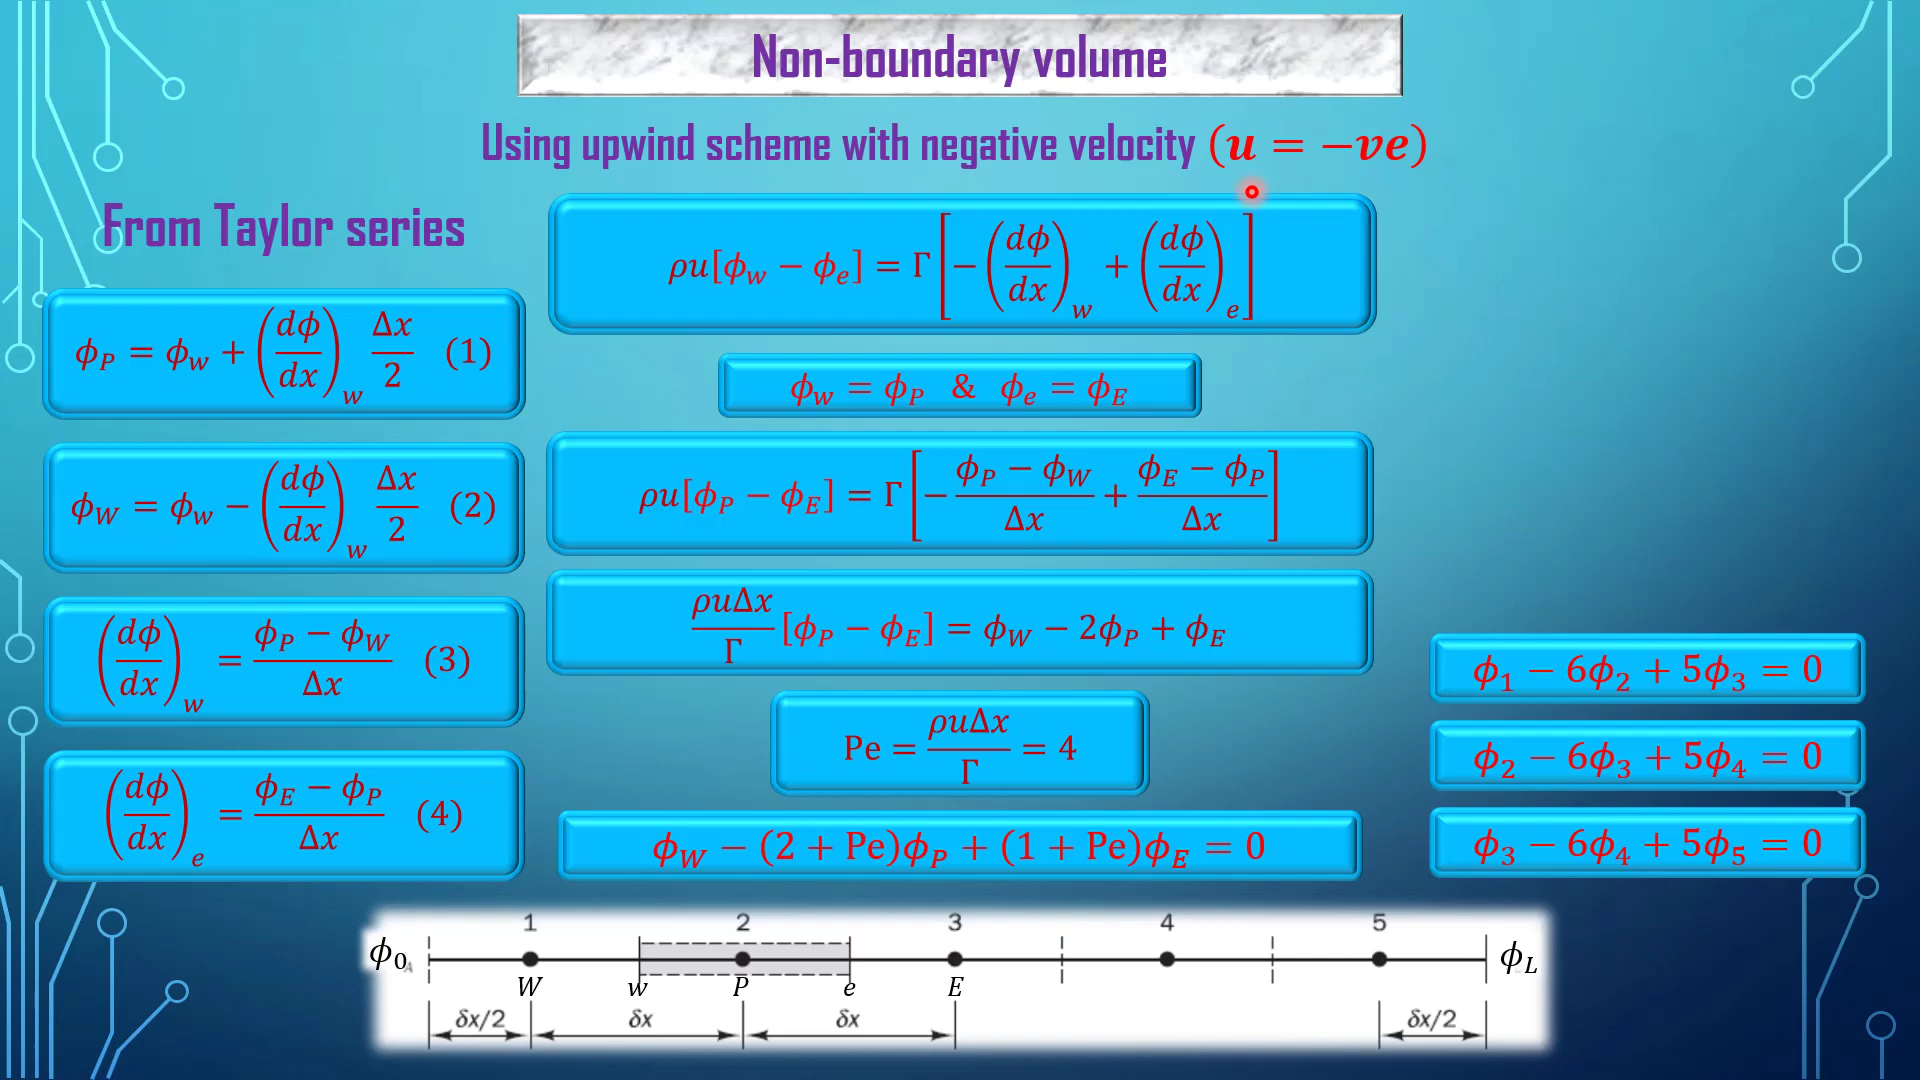 Non-boundary volume
Using upwind scheme with negative velocity (u = −ve)
From Taylor series
ϕ_P = ϕ_w + (dϕ/dx)_w Δx/2 (1)
ϕ_W = ϕ_w − (dϕ/dx)_w Δx/2 (2)
(dϕ/dx)_w = (ϕ_P − ϕ_W)/Δx (3)
(dϕ/dx)_e = (ϕ_E − ϕ_P)/Δx (4)
ρu[ϕ_w − ϕ_e] = Γ[−(dϕ/dx)_w + (dϕ/dx)_e]
ϕ_w = ϕ_P & ϕ_e = ϕ_E
ρu[ϕ_P − ϕ_E] = Γ[−(ϕ_P − ϕ_W)/Δx + (ϕ_E − ϕ_P)/Δx]
ρuΔx/Γ [ϕ_P − ϕ_E] = ϕ_W − 2ϕ_P + ϕ_E
Pe = ρuΔx/Γ = 4
ϕ_W − (2 + Pe)ϕ_P + (1 + Pe)ϕ_E = 0
ϕ_1 − 6ϕ_2 + 5ϕ_3 = 0
ϕ_2 − 6ϕ_3 + 5ϕ_4 = 0
ϕ_3 − 6ϕ_4 + 5ϕ_5 = 0
1 2 3 4 5
ϕ_0 ϕ_L
W w P e E
δx/2 δx δx δx/2